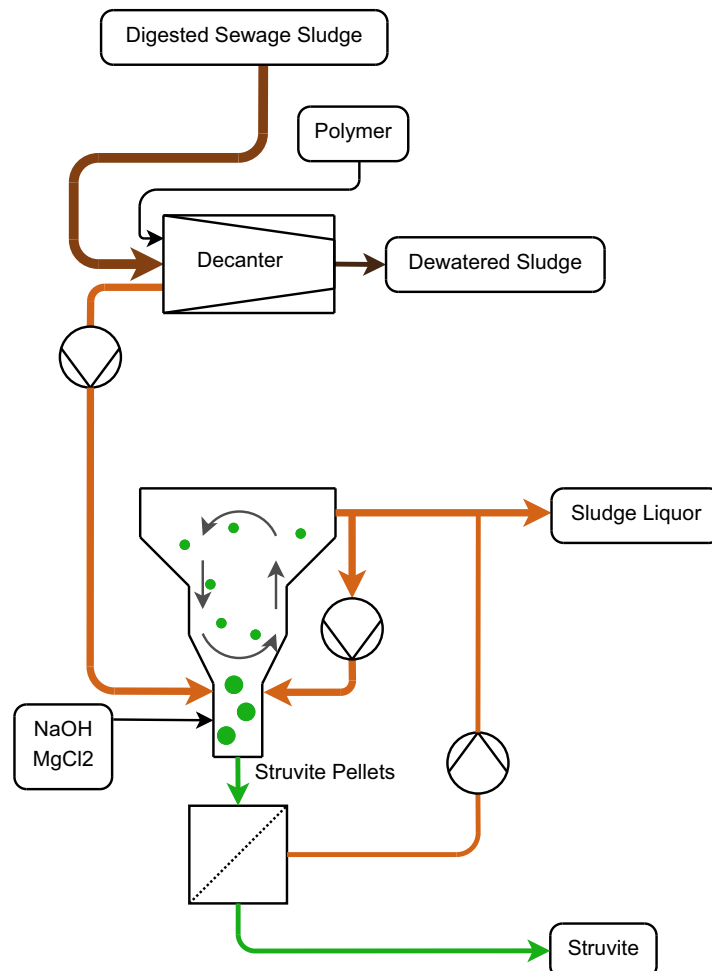 Digested Sewage Sludge
Polymer
Decanter
Dewatered Sludge
Sludge Liquor
NaOH
MgCl2
Struvite Pellets
Struvite